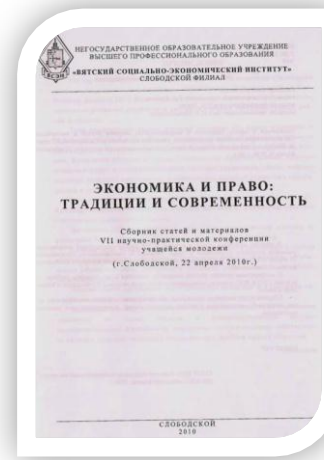 НЕГОСУДАРСТВЕННОЕ ОБРАЗОВАТЕЛЬНОЕ УЧРЕЖДЕНИЕ
ВЫСШЕГО ПРОФЕССИОНАЛЬНОГО ОБРАЗОВАНИЯ
«ВЯТСКИЙ СОЦИАЛЬНО-ЭКОНОМИЧЕСКИЙ ИНСТИТУТ»
СЛОБОДСКОЙ ФИЛИАЛ
ВСЭИ
ЭКОНОМИКА И ПРАВО:
ТРАДИЦИИ И СОВРЕМЕННОСТЬ
Сборник статей и материалов
VII научно-практической конференции
учащейся молодежи
(г.Слободской, 22 апреля 2010г.)
СЛОБОДСКОЙ
2010